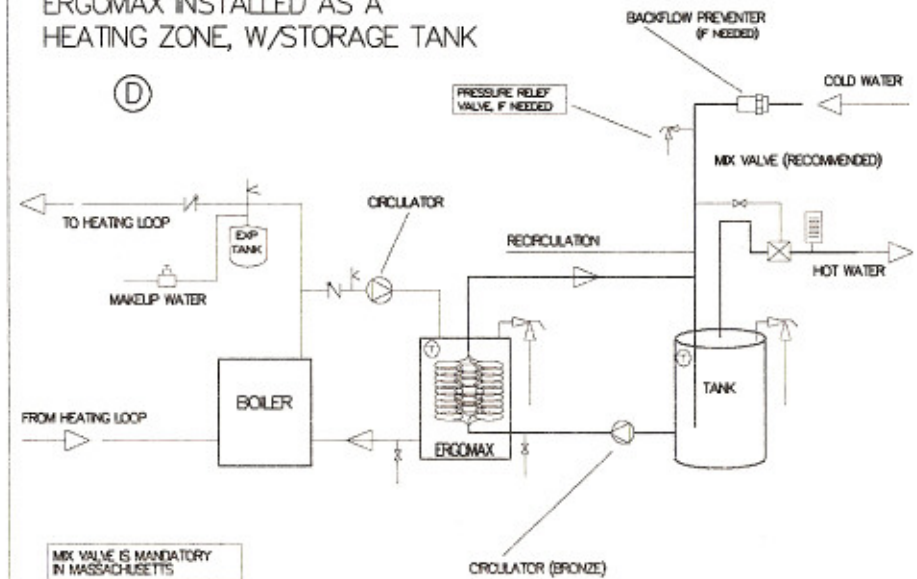 ERGOMAX INSTALLED AS A
HEATING ZONE, W/STORAGE TANK
D
BACKFLOW PREVENTER
(IF NEEDED)
COLD WATER
PRESSURE RELIEF
VALVE, IF NEEDED
MIX VALVE (RECOMMENDED)
TO HEATING LOOP
EXP
TANK
CIRCULATOR
RECIRCULATION
HOT WATER
MAKEUP WATER
T
T
TANK
BOILER
FROM HEATING LOOP
ERGOMAX
MIX VALVE IS MANDATORY
IN MASSACHUSETTS
CIRCULATOR (BRONZE)